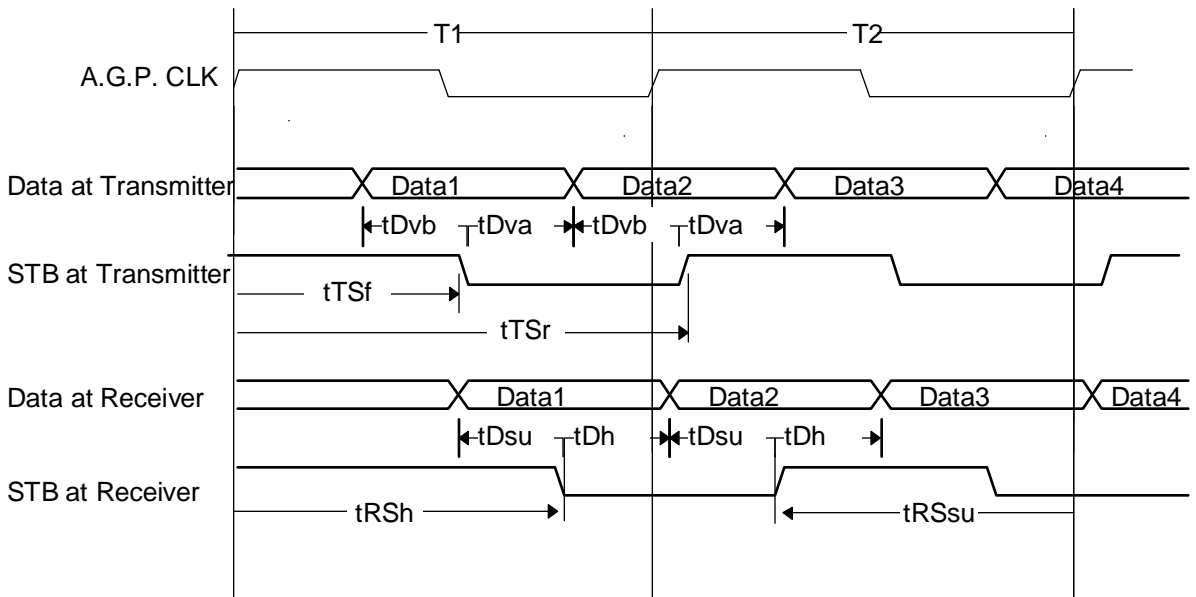 T1 T2
A.G.P. CLK
Data at Transmitter Data1 Data2 Data3 Data4
tDvb tDva tDvb tDva
STB at Transmitter
tTSf
tTSr
Data at Receiver Data1 Data2 Data3 Data4
tDsu tDh tDsu tDh
STB at Receiver
tRSh tRSsu